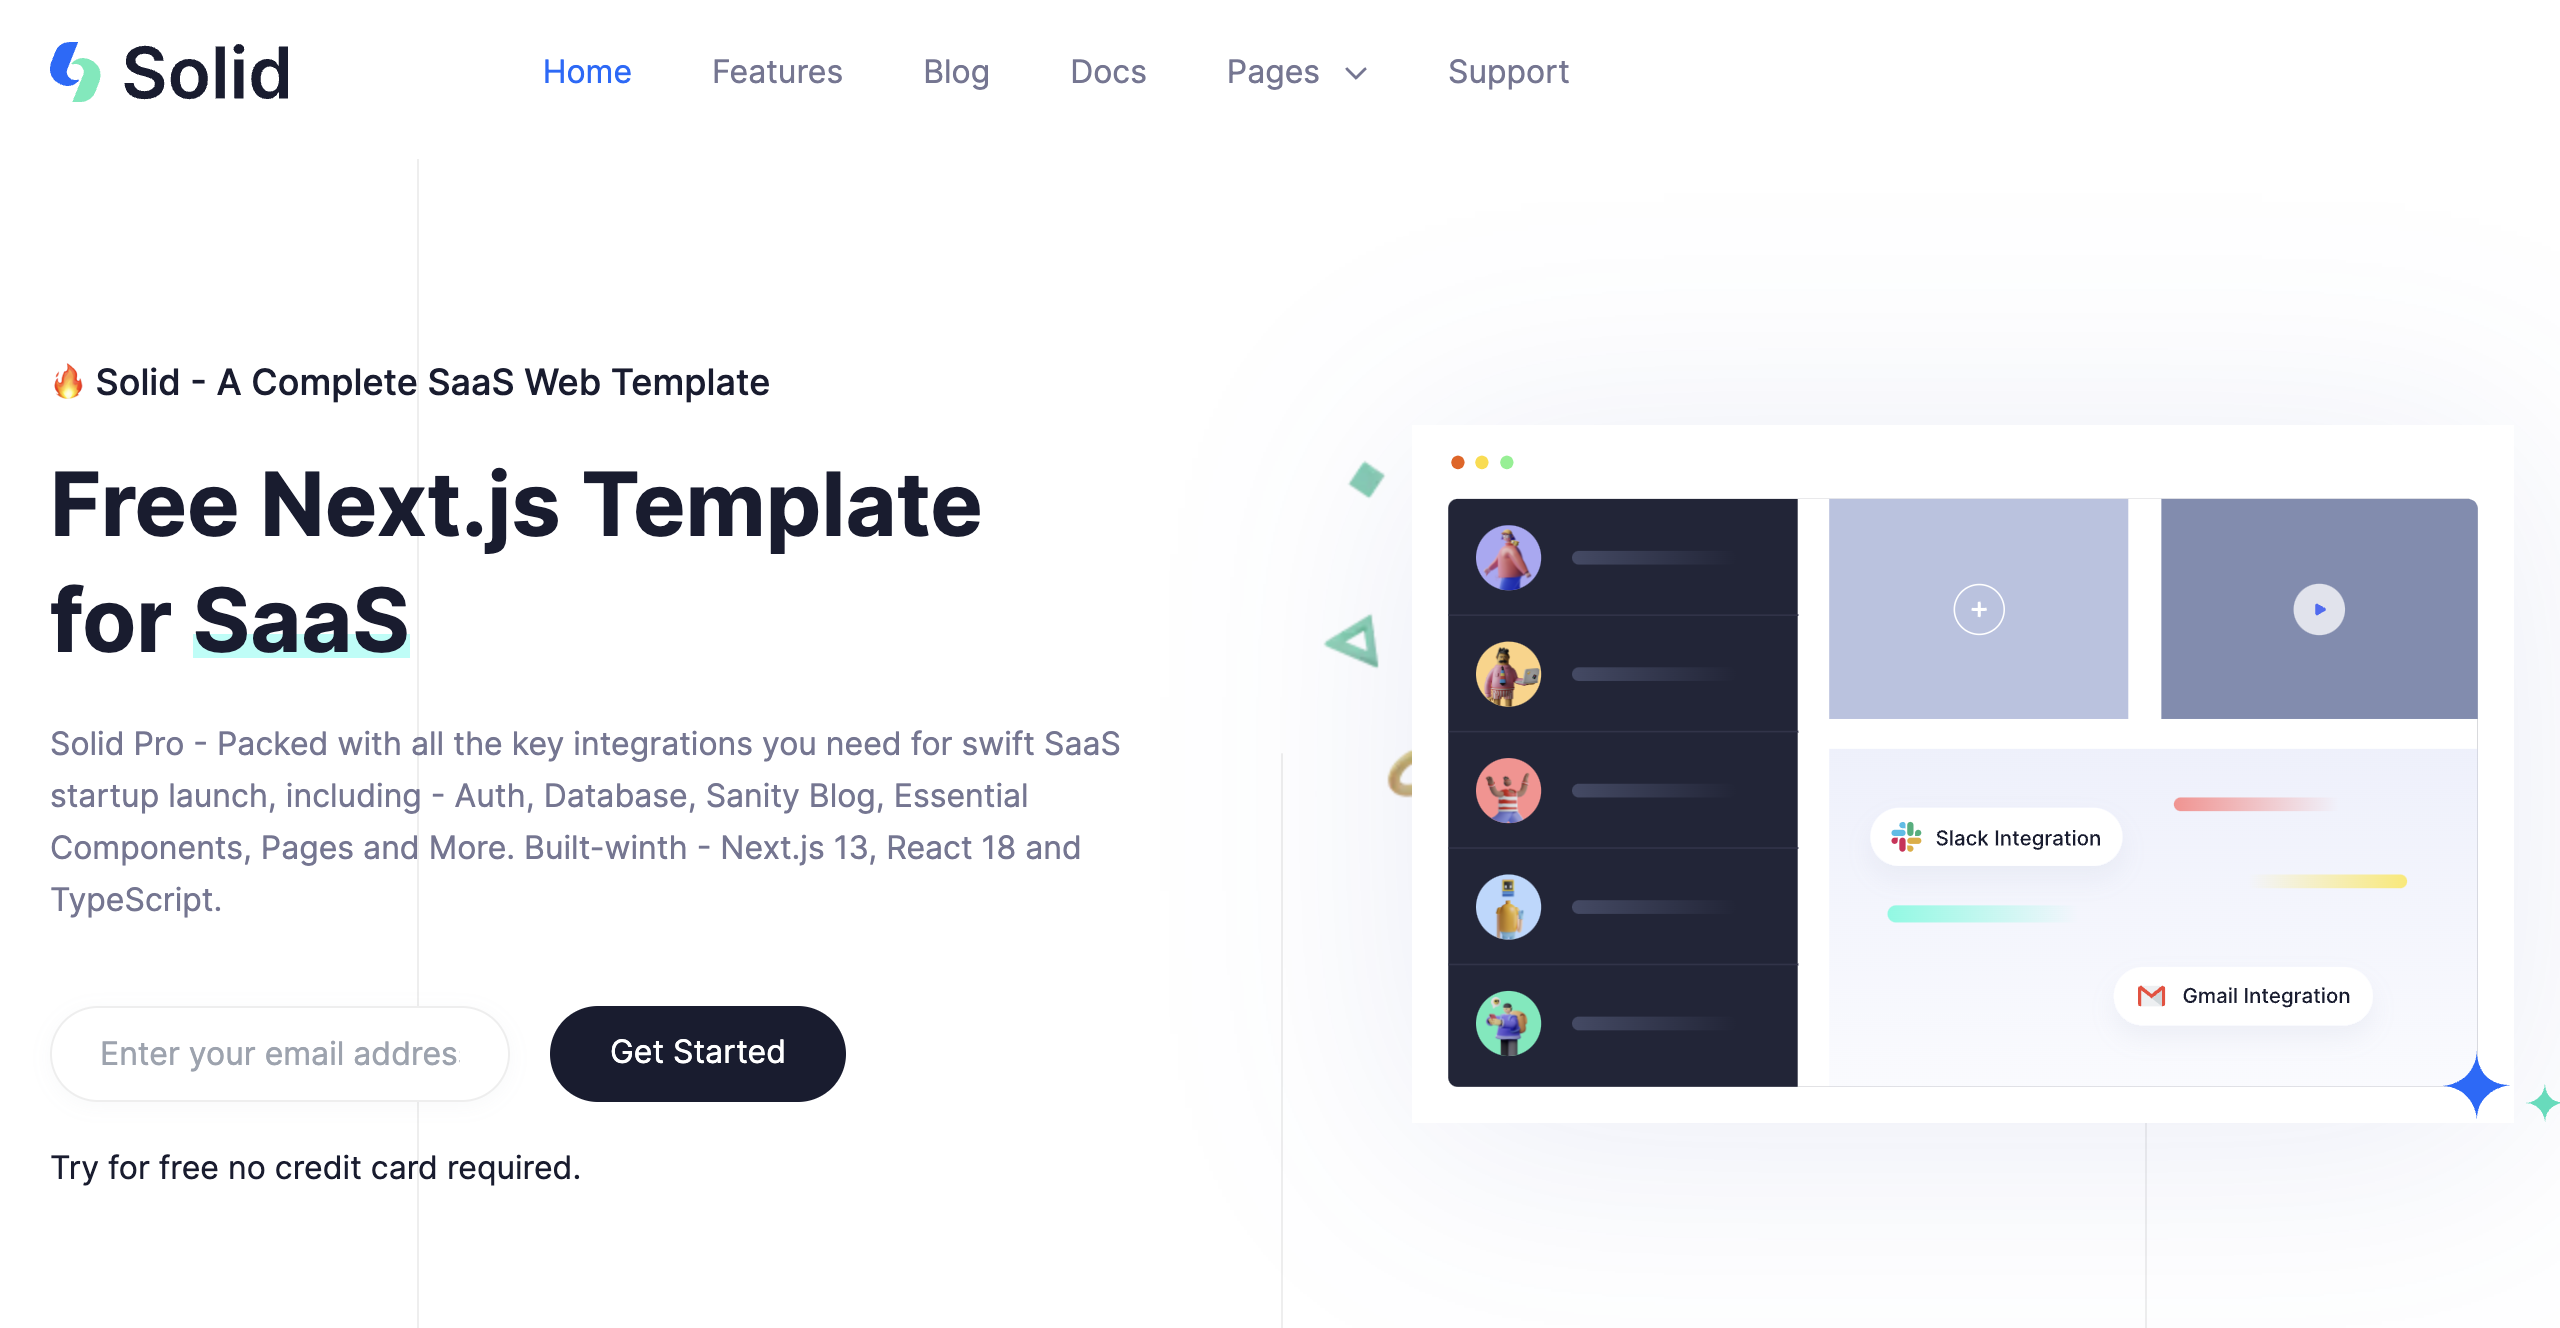 Solid
Home
Features
Blog
Docs
Pages
Support
🔥 Solid - A Complete SaaS Web Template
Free Next.js Template
for SaaS
Solid Pro - Packed with all the key integrations you need for swift SaaS
startup launch, including - Auth, Database, Sanity Blog, Essential
Components, Pages and More. Built-winth - Next.js 13, React 18 and
TypeScript.
Enter your email addres
Get Started
Try for free no credit card required.
Slack Integration
Gmail Integration